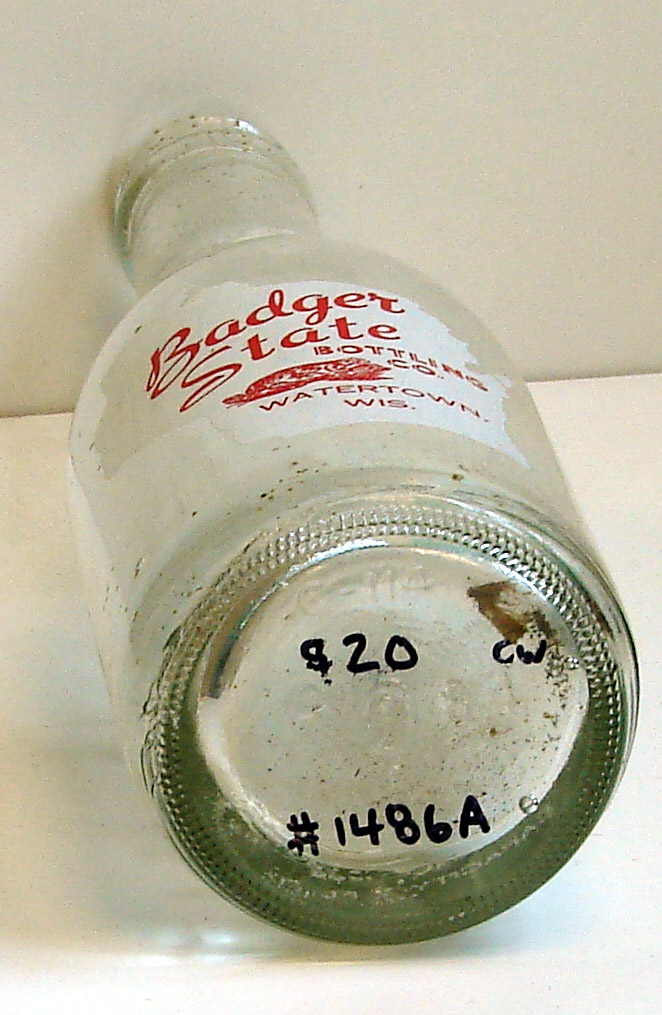 Badger
State
BOTTLING
CO.
WATERTOWN.
WIS.
$20 CW
#1486A